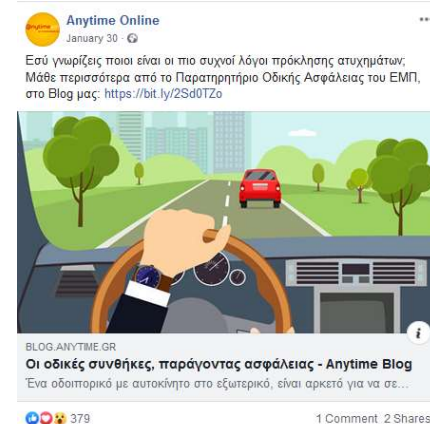 Anytime Online
January 30 ·
Εσύ γνωρίζεις ποιοι είναι οι πιο συχνοί λόγοι πρόκλησης ατυχημάτων;
Μάθε περισσότερα από το Παρατηρητήριο Οδικής Ασφάλειας του ΕΜΠ,
στο Blog μας: https://bit.ly/2Sd0TZo
BLOG.ANYTIME.GR
Οι οδικές συνθήκες, παράγοντας ασφάλειας - Anytime Blog
Ένα οδοιπορικό με αυτοκίνητο στο εξωτερικό, είναι αρκετό για να σε…
379
1 Comment 2 Shares